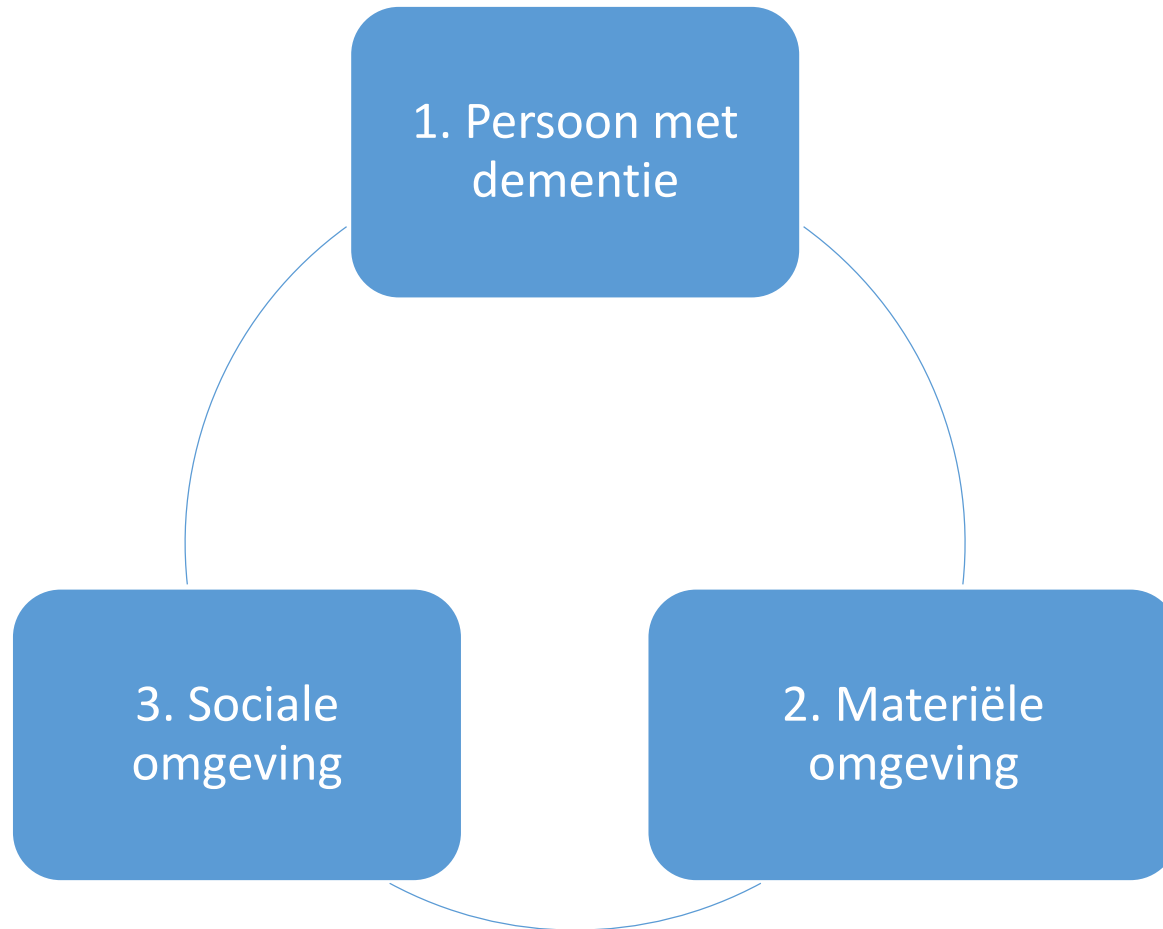 1. Persoon met
dementie
3. Sociale
omgeving
2. Materiële
omgeving